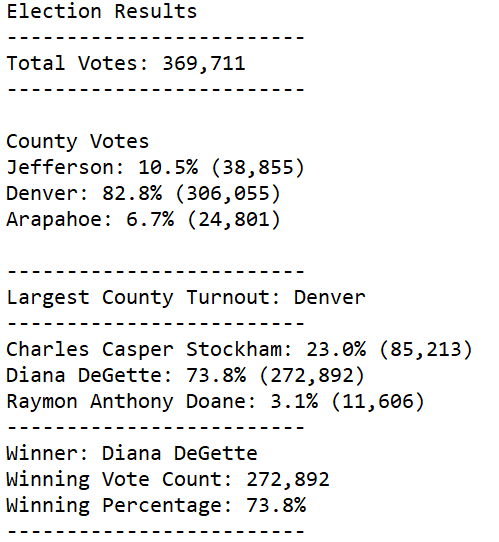 Election Results
-------------------------
Total Votes: 369,711
-------------------------
County Votes
Jefferson: 10.5% (38,855)
Denver: 82.8% (306,055)
Arapahoe: 6.7% (24,801)
-------------------------
Largest County Turnout: Denver
-------------------------
Charles Casper Stockham: 23.0% (85,213)
Diana DeGette: 73.8% (272,892)
Raymon Anthony Doane: 3.1% (11,606)
-------------------------
Winner: Diana DeGette
Winning Vote Count: 272,892
Winning Percentage: 73.8%
-------------------------